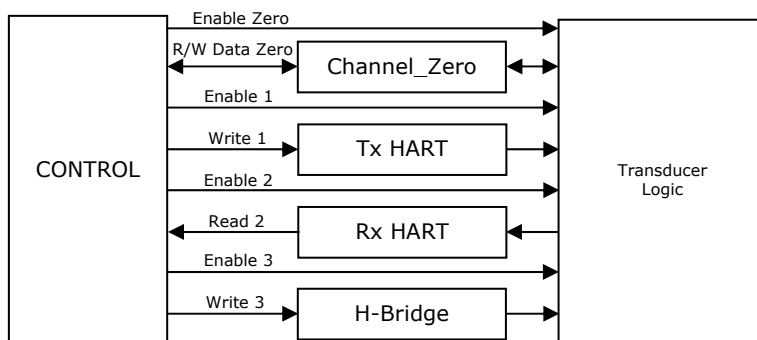 Enable Zero
R/W Data Zero
Channel_Zero
Enable 1
Write 1
Tx HART
CONTROL
Enable 2
Transducer
Logic
Read 2
Rx HART
Enable 3
Write 3
H-Bridge